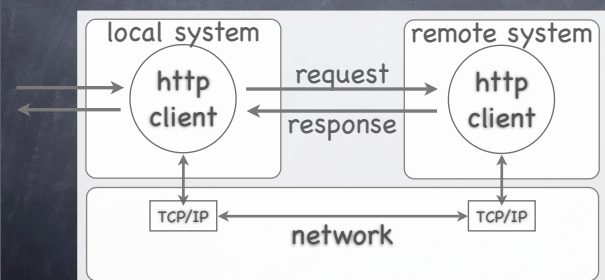 local system
remote system
http
client
request
response
http
client
TCP/IP
network
TCP/IP